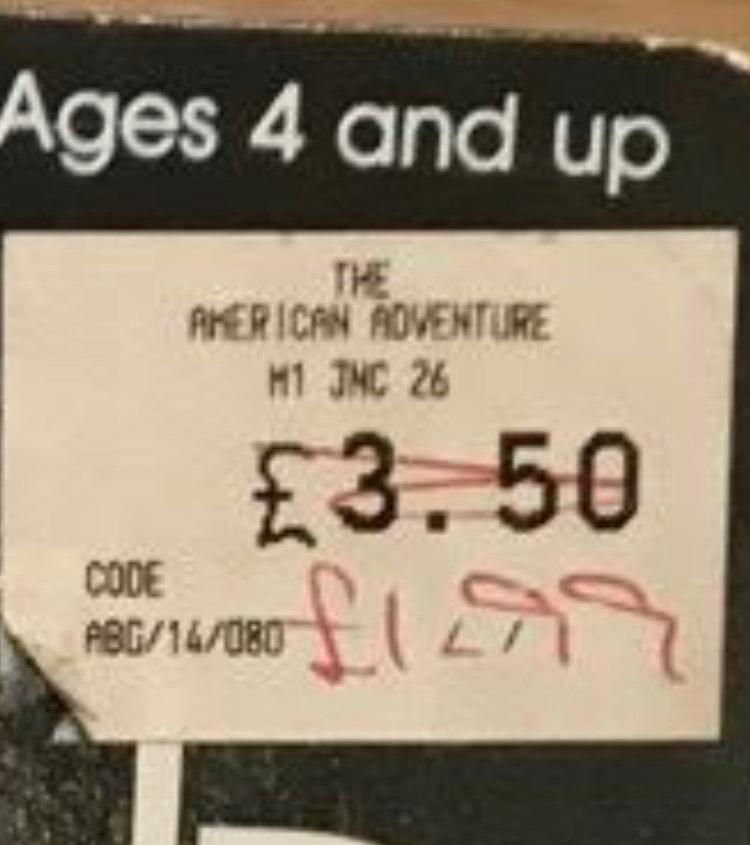 Ages 4 and up
THE
AMERICAN ADVENTURE
M1 JNC 26
£3.50
CODE
ABG/14/080
£1.99